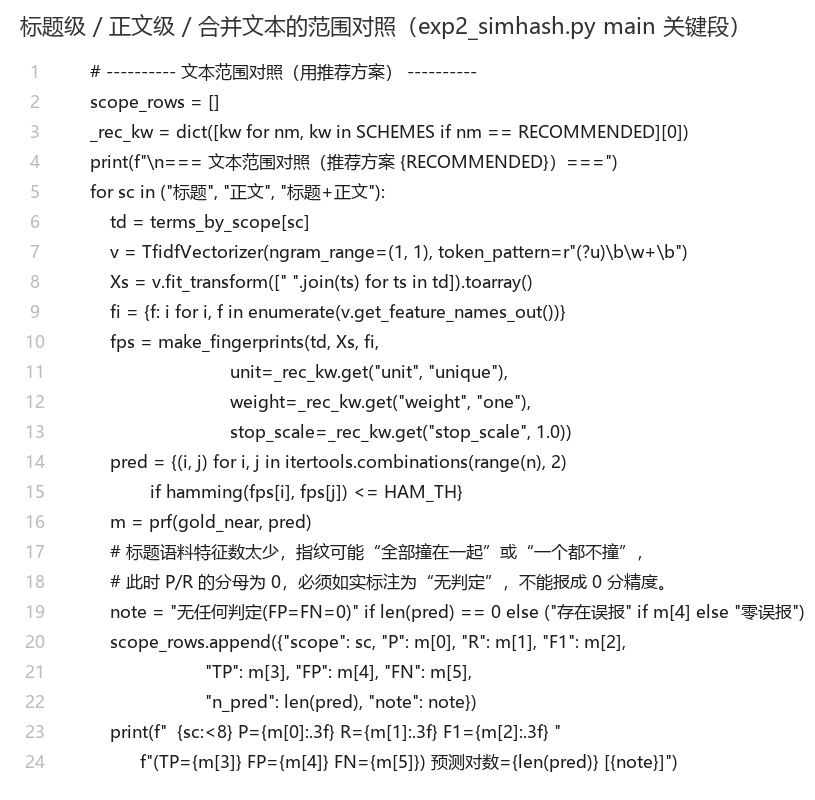 标题级 / 正文级 / 合并文本的范围对照（exp2_simhash.py main 关键段）
1 # ---------- 文本范围对照（用推荐方案） ----------
2 scope_rows = []
3 _rec_kw = dict([kw for nm, kw in SCHEMES if nm == RECOMMENDED][0])
4 print(f"\n=== 文本范围对照（推荐方案 {RECOMMENDED}）===")
5 for sc in ("标题", "正文", "标题+正文"):
6 td = terms_by_scope[sc]
7 v = TfidfVectorizer(ngram_range=(1, 1), token_pattern=r"(?u)\b\w+\b")
8 Xs = v.fit_transform([" ".join(ts) for ts in td]).toarray()
9 fi = {f: i for i, f in enumerate(v.get_feature_names_out())}
10 fps = make_fingerprints(td, Xs, fi,
11 unit=_rec_kw.get("unit", "unique"),
12 weight=_rec_kw.get("weight", "one"),
13 stop_scale=_rec_kw.get("stop_scale", 1.0))
14 pred = {(i, j) for i, j in itertools.combinations(range(n), 2)
15 if hamming(fps[i], fps[j]) <= HAM_TH}
16 m = prf(gold_near, pred)
17 # 标题语料特征数太少，指纹可能“全部撞在一起”或“一个都不撞”，
18 # 此时 P/R 的分母为 0，必须如实标注为“无判定”，不能报成 0 分精度。
19 note = "无任何判定(FP=FN=0)" if len(pred) == 0 else ("存在误报" if m[4] else "零误报")
20 scope_rows.append({"scope": sc, "P": m[0], "R": m[1], "F1": m[2],
21 "TP": m[3], "FP": m[4], "FN": m[5],
22 "n_pred": len(pred), "note": note})
23 print(f"  {sc:<8} P={m[0]:.3f} R={m[1]:.3f} F1={m[2]:.3f} "
24 f"(TP={m[3]} FP={m[4]} FN={m[5]}) 预测对数={len(pred)} [{note}]")